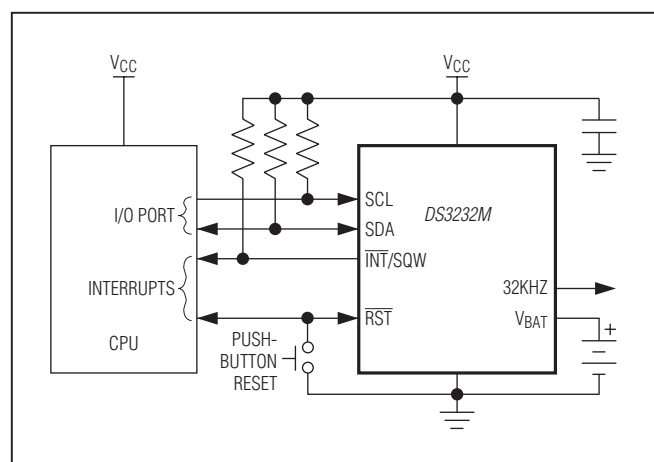 VCC
VCC
I/O PORT
INTERRUPTS
CPU
PUSH-
BUTTON
RESET
SCL
SDA
INT/SQW
RST
DS3232M
32KHZ
VBAT
+